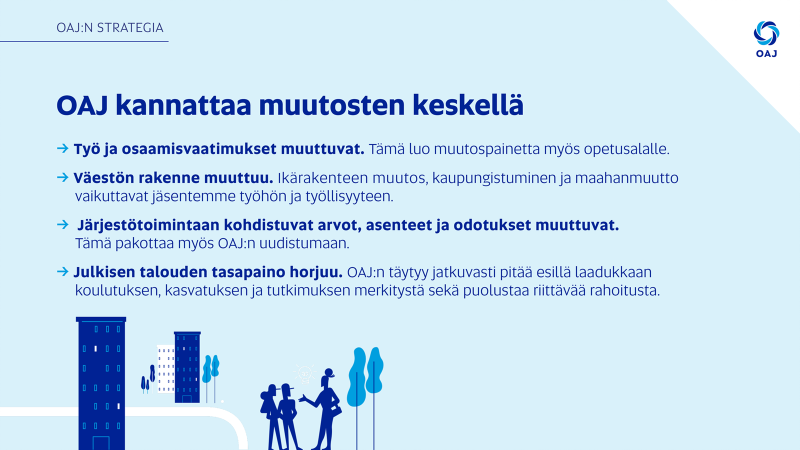 OAJ:N STRATEGIA
OAJ
OAJ kannattaa muutosten keskellä
→ Työ ja osaamisvaatimukset muuttuvat. Tämä luo muutospainetta myös opetusalalle.
→ Väestön rakenne muuttuu. Ikärakenteen muutos, kaupungistuminen ja maahanmuutto
vaikuttavat jäsentemme työhön ja työllisyyteen.
→ Järjestötoimintaan kohdistuvat arvot, asenteet ja odotukset muuttuvat.
Tämä pakottaa myös OAJ:n uudistumaan.
→ Julkisen talouden tasapaino horjuu. OAJ:n täytyy jatkuvasti pitää esillä laadukkaan
koulutuksen, kasvatuksen ja tutkimuksen merkitystä sekä puolustaa riittävää rahoitusta.